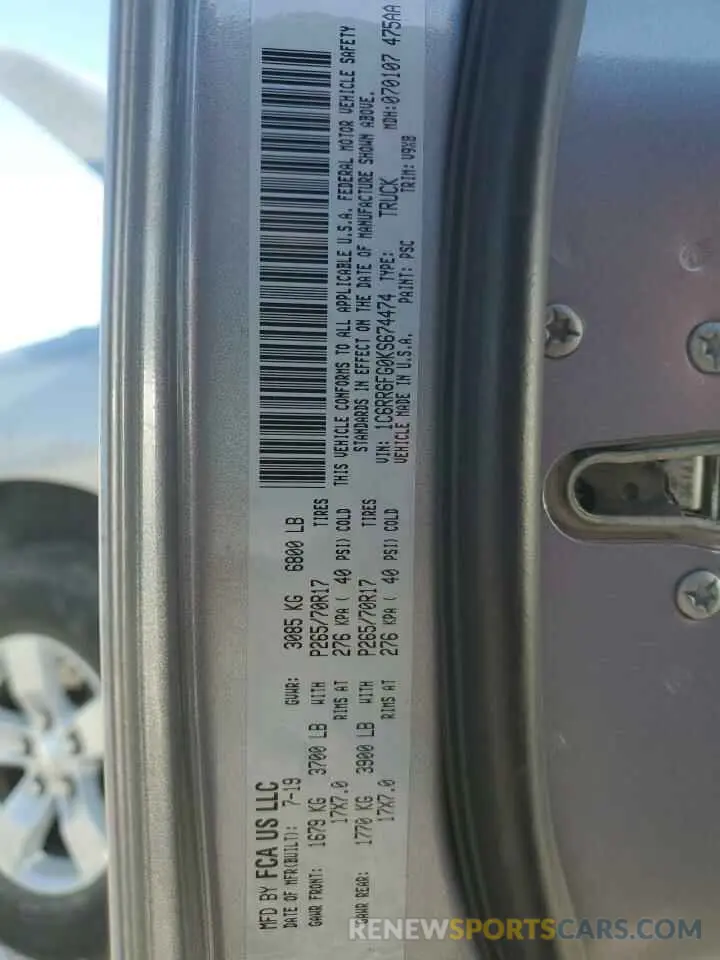 MFD BY FCA US LLC
DATE OF MFR(BUILT): 7-19 GVWR: 3085 KG 6800 LB
GAWR FRONT: 1679 KG 3700 LB WITH P265/70R17 TIRES
17X7.0 RIMS AT 276 KPA ( 40 PSI) COLD
GAWR REAR: 1770 KG 3900 LB WITH P265/70R17 TIRES
17X7.0 RIMS AT 276 KPA ( 40 PSI) COLD
THIS VEHICLE CONFORMS TO ALL APPLICABLE U.S.A. FEDERAL MOTOR VEHICLE SAFETY
STANDARDS IN EFFECT ON THE DATE OF MANUFACTURE SHOWN ABOVE.
VIN: 1C6RR6FG0KS674474 TYPE: TRUCK MDH:070107 475AA
VEHICLE MADE IN U.S.A. PAINT: PSC TRIM: V9X8
RENEWSPORTSCARS.COM